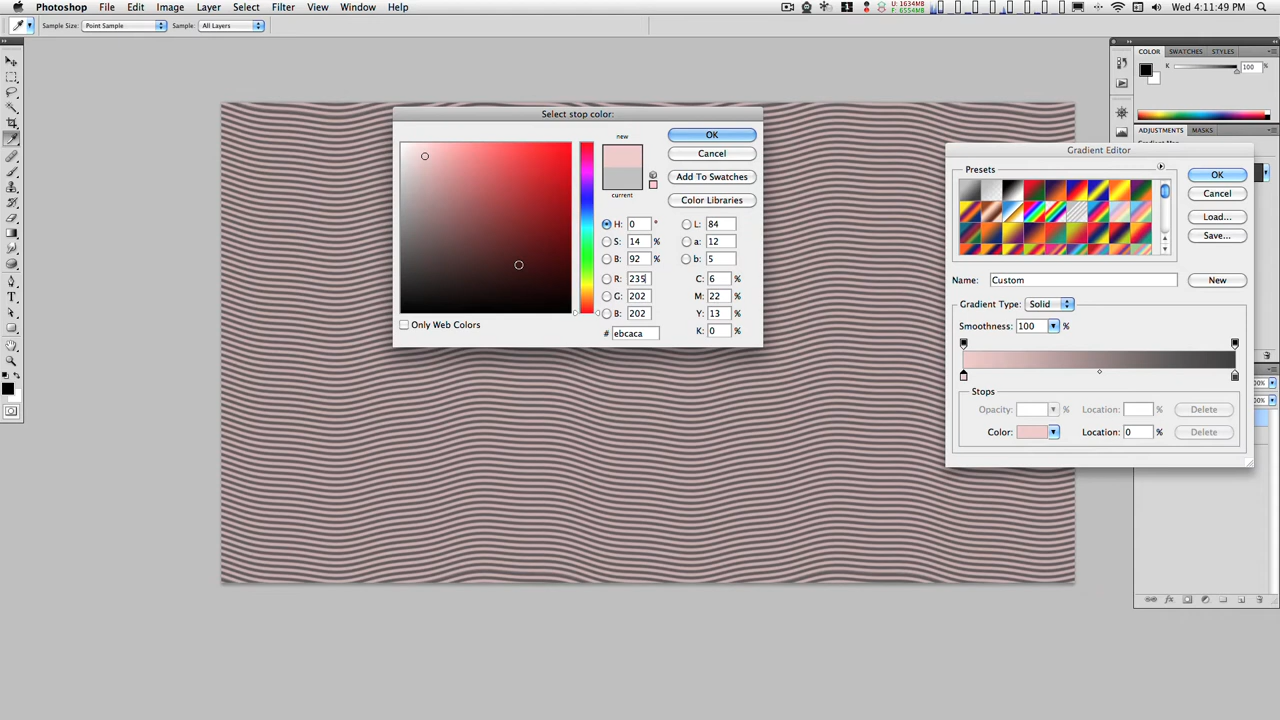 Photoshop File Edit Image Layer Select Filter View Window Help
1 U: 1634MB F: 6554MB Wed 4:11:49 PM
Sample Size: Point Sample Sample: All Layers
COLOR SWATCHES STYLES
K 100 %
ADJUSTMENTS MASKS
Select stop color:
new
current
OK
Cancel
Add To Swatches
Color Libraries
H: 0 ° L: 84
S: 14 % a: 12
B: 92 % b: 5
R: 235 C: 6 %
G: 202 M: 22 %
B: 202 Y: 13 %
# ebcaca K: 0 %
Only Web Colors
Gradient Editor
Presets
OK
Cancel
Load...
Save...
Name: Custom New
Gradient Type: Solid
Smoothness: 100 %
Stops
Opacity: % Location: % Delete
Color: Location: 0 % Delete